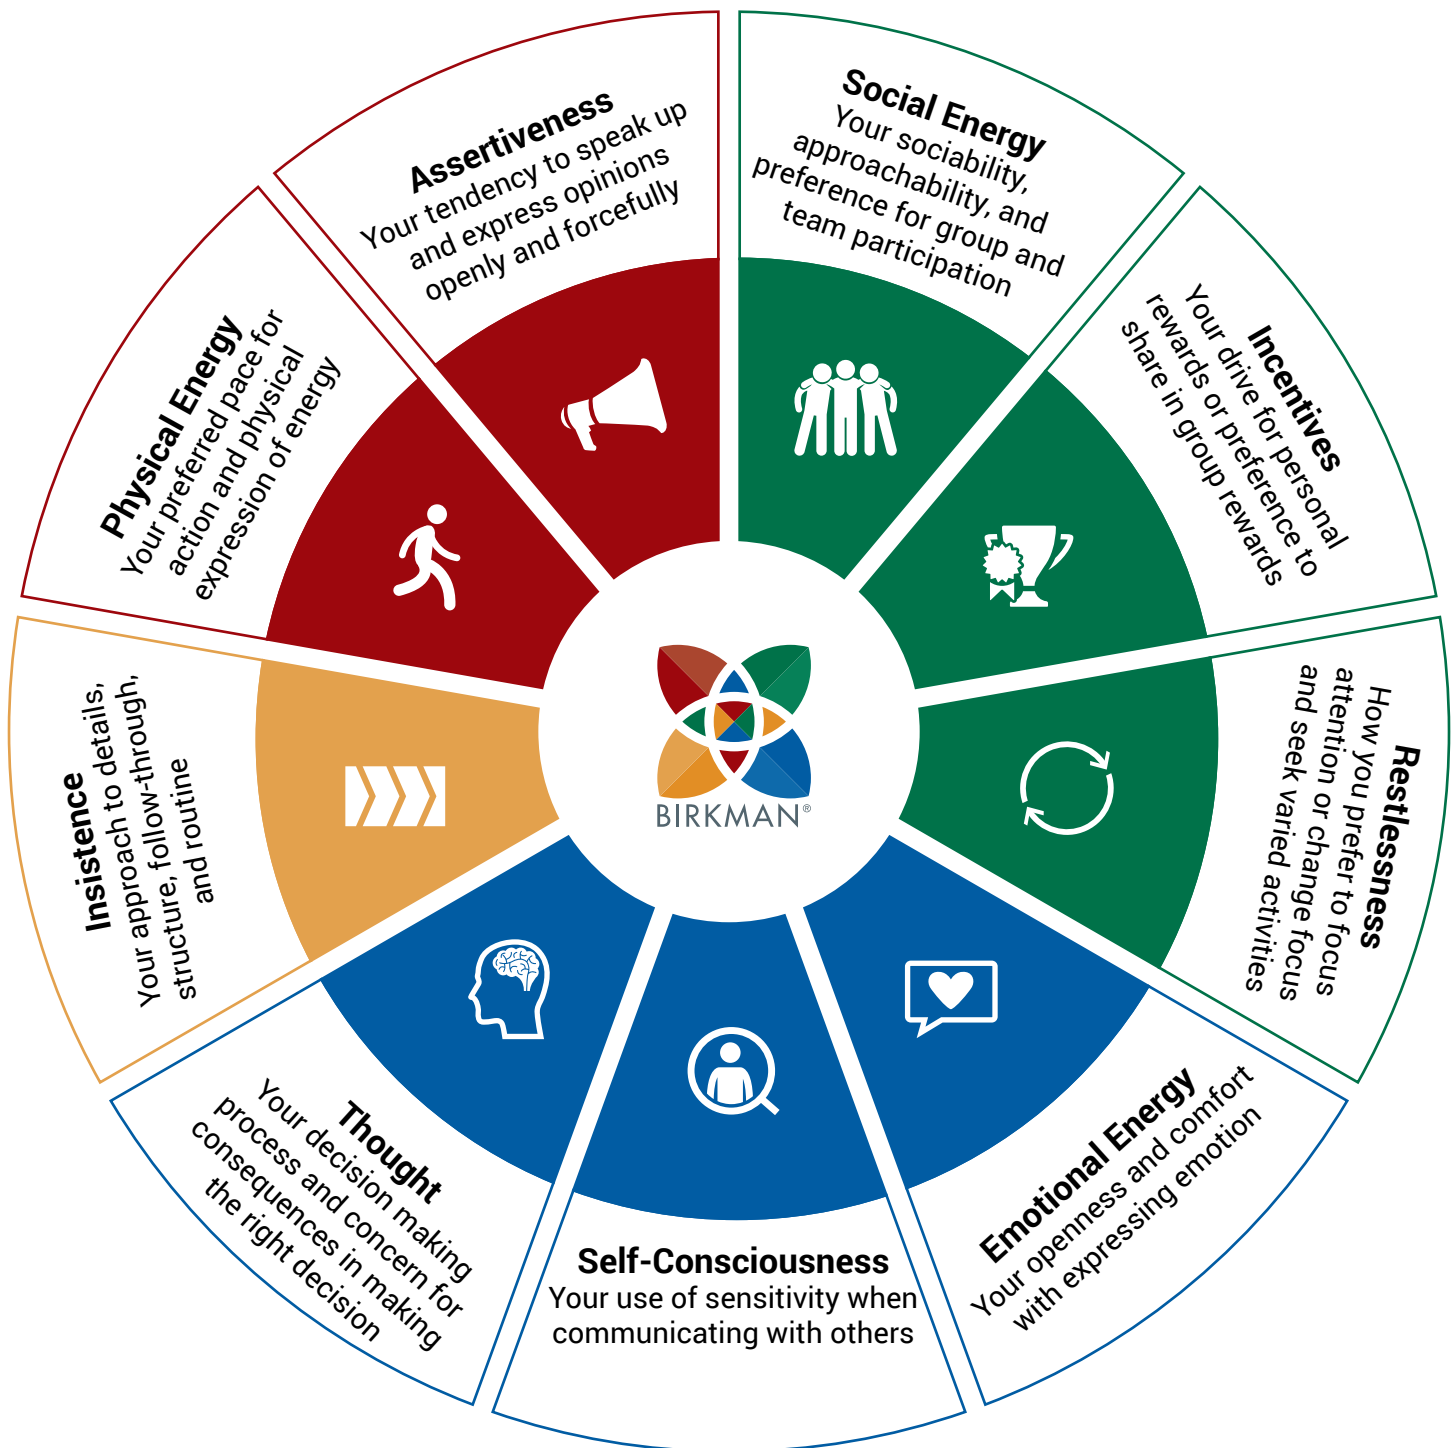 Assertiveness
Your tendency to speak up
and express opinions
openly and forcefully
Social Energy
Your sociability,
approachability, and
preference for group and
team participation
Incentives
Your drive for personal
rewards or preference to
share in group rewards
Restlessness
How you prefer to focus
attention or change focus
and seek varied activities
Emotional Energy
Your openness and comfort
with expressing emotion
Self-Consciousness
Your use of sensitivity when
communicating with others
Thought
Your decision making
process and concern for
consequences in making
the right decision
Insistence
Your approach to details,
structure, follow-through,
and routine
Physical Energy
Your preferred pace for
action and physical
expression of energy
BIRKMAN®